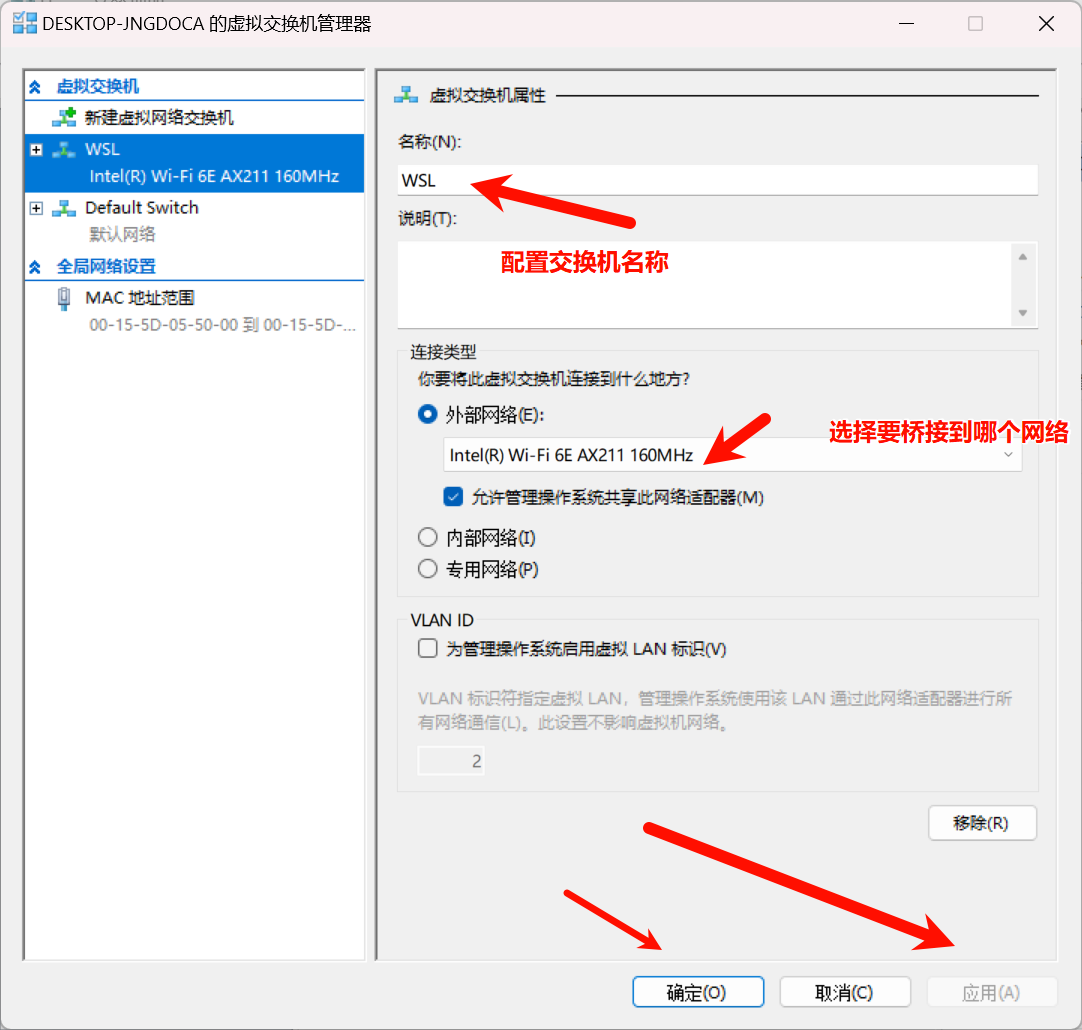 DESKTOP-JNGDOCA 的虚拟交换机管理器
虚拟交换机
新建虚拟网络交换机
WSL
Intel(R) Wi-Fi 6E AX211 160MHz
Default Switch
默认网络
全局网络设置
MAC 地址范围
00-15-5D-05-50-00 到 00-15-5D-...
虚拟交换机属性
名称(N):
WSL
说明(T):
配置交换机名称
连接类型
你要将此虚拟交换机连接到什么地方?
外部网络(E):
选择要桥接到哪个网络
Intel(R) Wi-Fi 6E AX211 160MHz
允许管理操作系统共享此网络适配器(M)
内部网络(I)
专用网络(P)
VLAN ID
为管理操作系统启用虚拟 LAN 标识(V)
VLAN 标识符指定虚拟 LAN，管理操作系统使用该 LAN 通过此网络适配器进行所
有网络通信(L)。此设置不影响虚拟机网络。
2
移除(R)
确定(O)
取消(C)
应用(A)